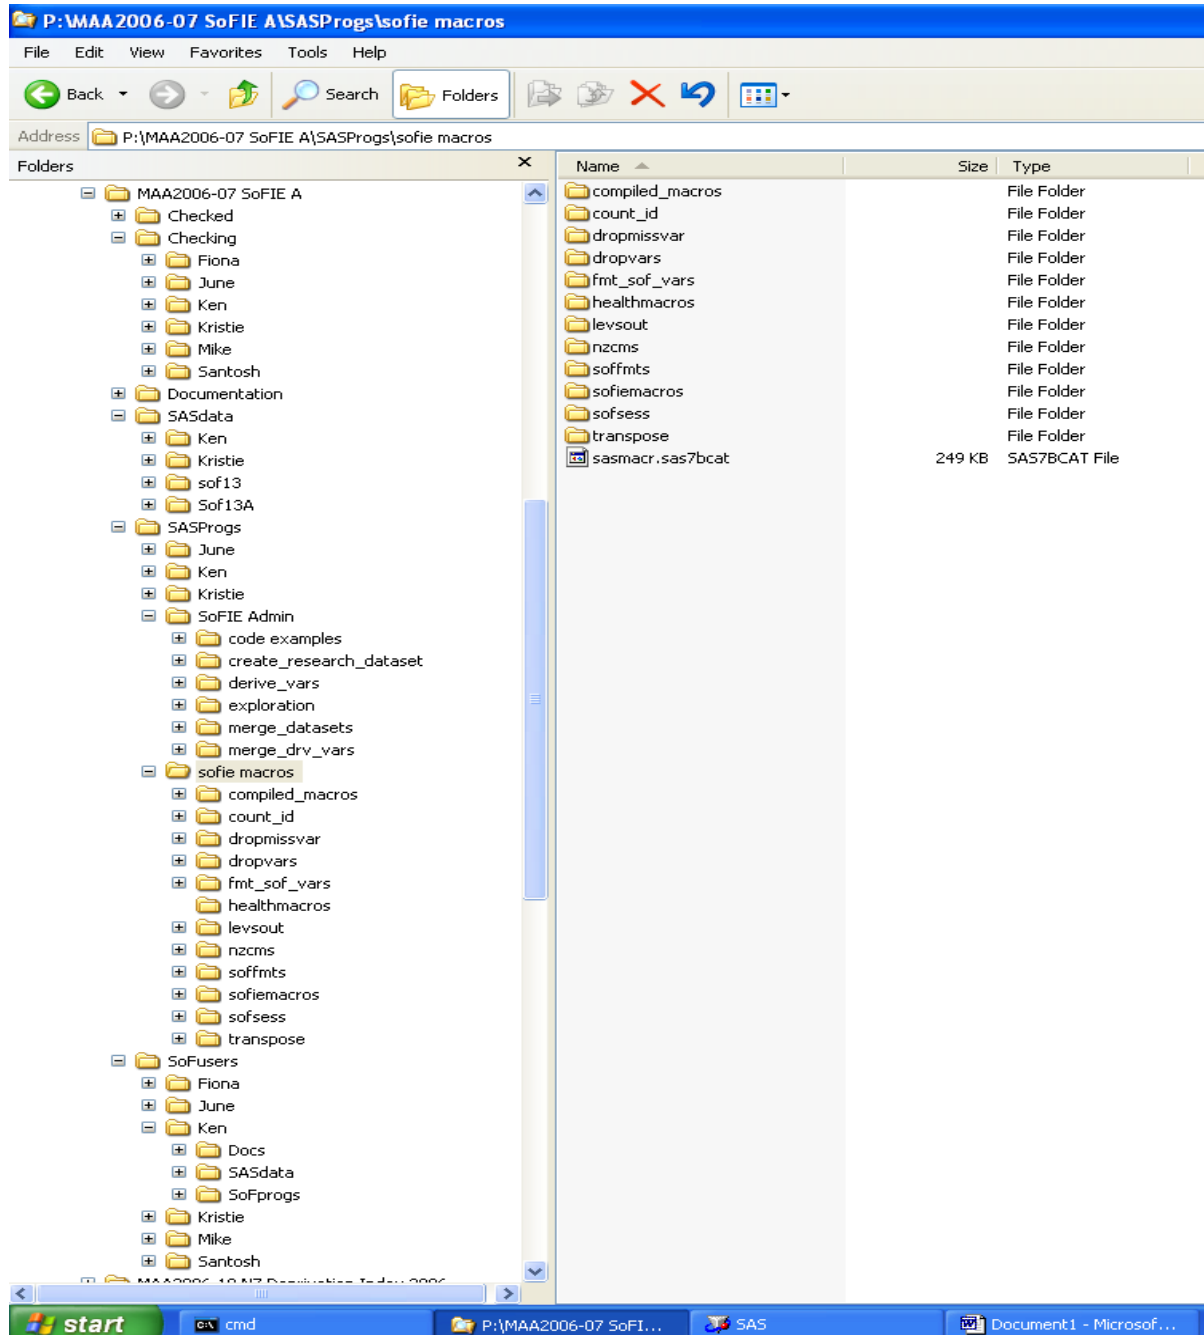 P:\MAA2006-07 SoFIE A\SASProgs\sofie macros
File Edit View Favorites Tools Help
Back Search Folders
Address P:\MAA2006-07 SoFIE A\SASProgs\sofie macros
Folders
MAA2006-07 SoFIE A
Checked
Checking
Fiona
June
Ken
Kristie
Mike
Santosh
Documentation
SASdata
Ken
Kristie
sof13
Sof13A
SASProgs
June
Ken
Kristie
SoFIE Admin
code examples
create_research_dataset
derive_vars
exploration
merge_datasets
merge_drv_vars
sofie macros
compiled_macros
count_id
dropmissvar
dropvars
fmt_sof_vars
healthmacros
levsout
nzcms
soffmts
sofiemacros
sofsess
transpose
SoFusers
Fiona
June
Ken
Docs
SASdata
SoFprogs
Kristie
Mike
Santosh
MAA2006-10 NZ Deprivation Index 2006
Name Size Type
compiled_macros File Folder
count_id File Folder
dropmissvar File Folder
dropvars File Folder
fmt_sof_vars File Folder
healthmacros File Folder
levsout File Folder
nzcms File Folder
soffmts File Folder
sofiemacros File Folder
sofsess File Folder
transpose File Folder
sasmacr.sas7bcat 249 KB SAS7BCAT File
start cmd P:\MAA2006-07 SoFI... SAS Document1 - Microsof...